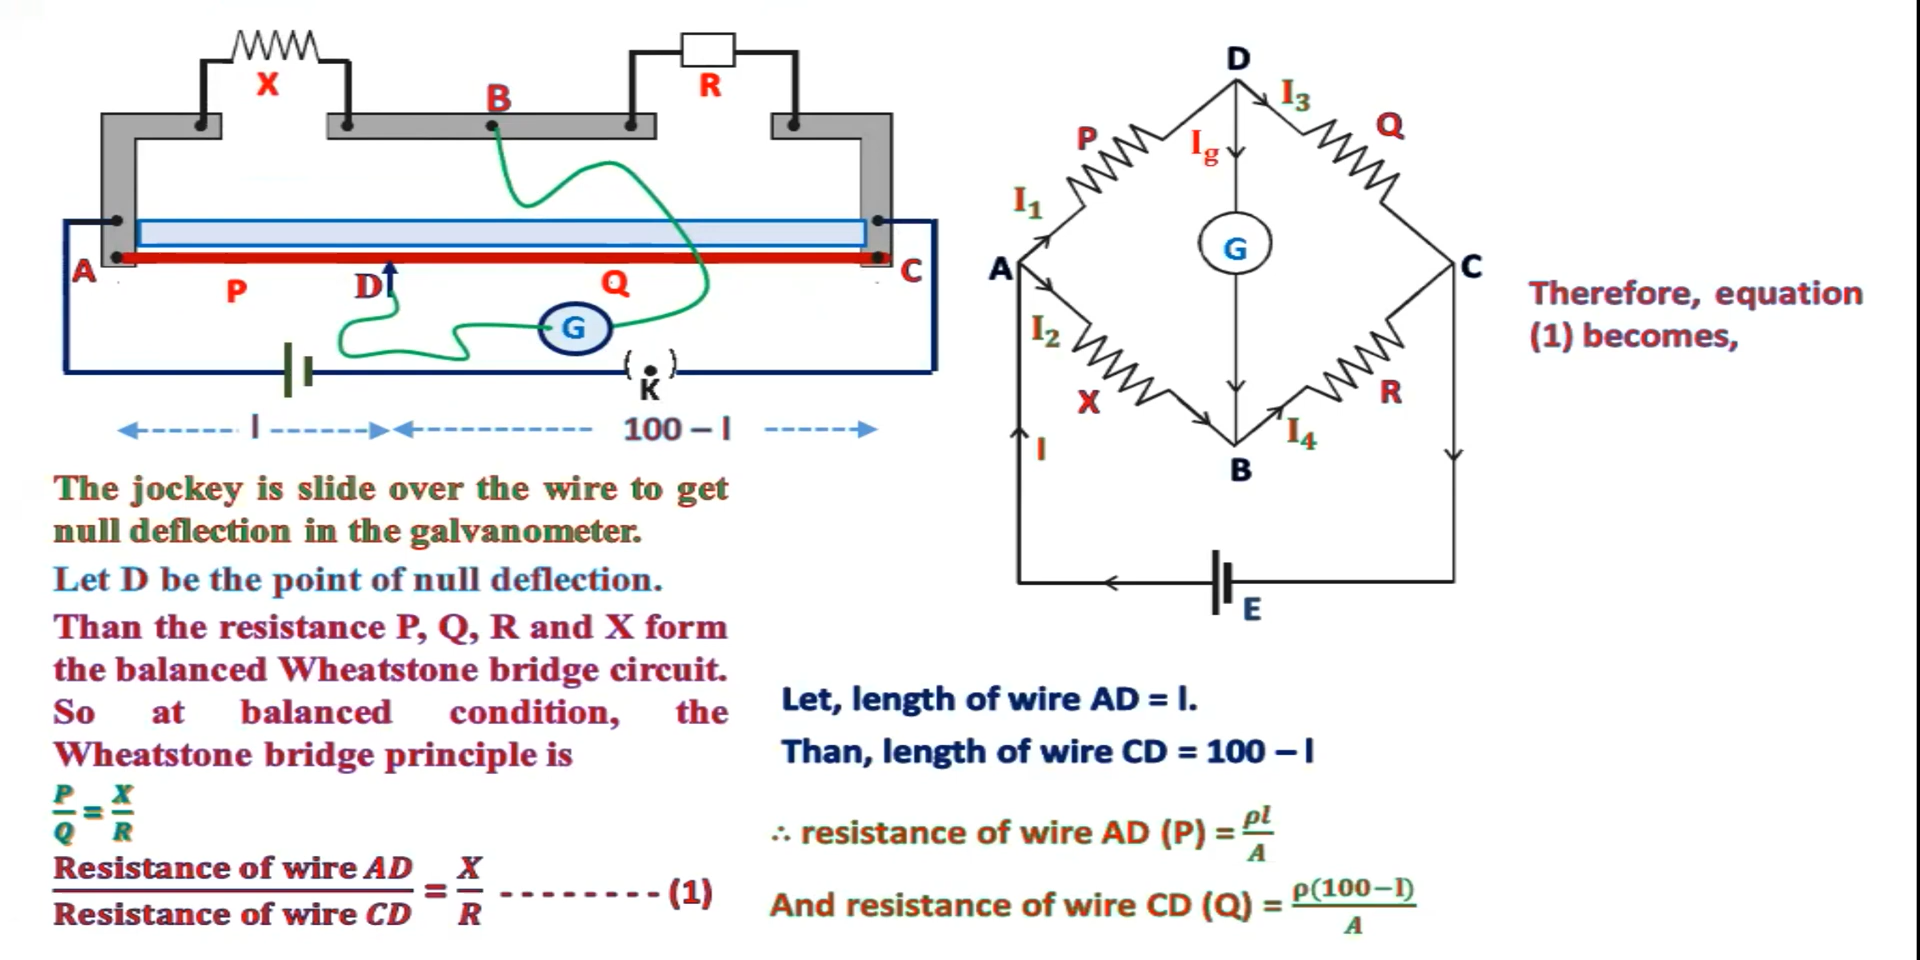 X
B
R
A
P
D
Q
C
G
( . )
K
l
100 – l
D
I₃
P
I_g
Q
I₁
G
A
C
I₂
X
R
I₄
B
I
E
Therefore, equation
(1) becomes,
The jockey is slide over the wire to get
null deflection in the galvanometer.
Let D be the point of null deflection.
Than the resistance P, Q, R and X form
the balanced Wheatstone bridge circuit.
So at balanced condition, the
Wheatstone bridge principle is
P/Q = X/R
Resistance of wire AD / Resistance of wire CD = X/R - - - - - - - - (1)
Let, length of wire AD = l.
Than, length of wire CD = 100 – l
∴ resistance of wire AD (P) = ρl/A
And resistance of wire CD (Q) = ρ(100−l)/A